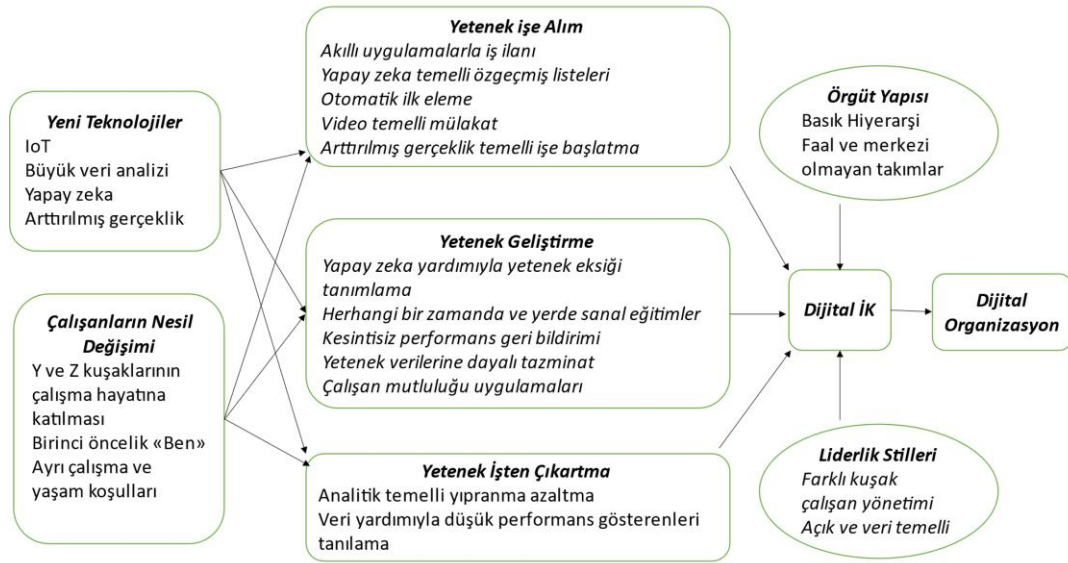 Yeni Teknolojiler
IoT
Büyük veri analizi
Yapay zeka
Arttırılmış gerçeklik
Çalışanların Nesil
Değişimi
Y ve Z kuşaklarının
çalışma hayatına
katılması
Birinci öncelik «Ben»
Ayrı çalışma ve
yaşam koşulları
Yetenek işe Alım
Akıllı uygulamalarla iş ilanı
Yapay zeka temelli özgeçmiş listeleri
Otomatik ilk eleme
Video temelli mülakat
Arttırılmış gerçeklik temelli işe başlatma
Yetenek Geliştirme
Yapay zeka yardımıyla yetenek eksiği
tanımlama
Herhangi bir zamanda ve yerde sanal eğitimler
Kesintisiz performans geri bildirimi
Yetenek verilerine dayalı tazminat
Çalışan mutluluğu uygulamaları
Yetenek İşten Çıkartma
Analitik temelli yıpranma azaltma
Veri yardımıyla düşük performans gösterenleri
tanılama
Örgüt Yapısı
Basık Hiyerarşi
Faal ve merkezi
olmayan takımlar
Dijital İK
Dijital
Organizasyon
Liderlik Stilleri
Farklı kuşak
çalışan yönetimi
Açık ve veri temelli